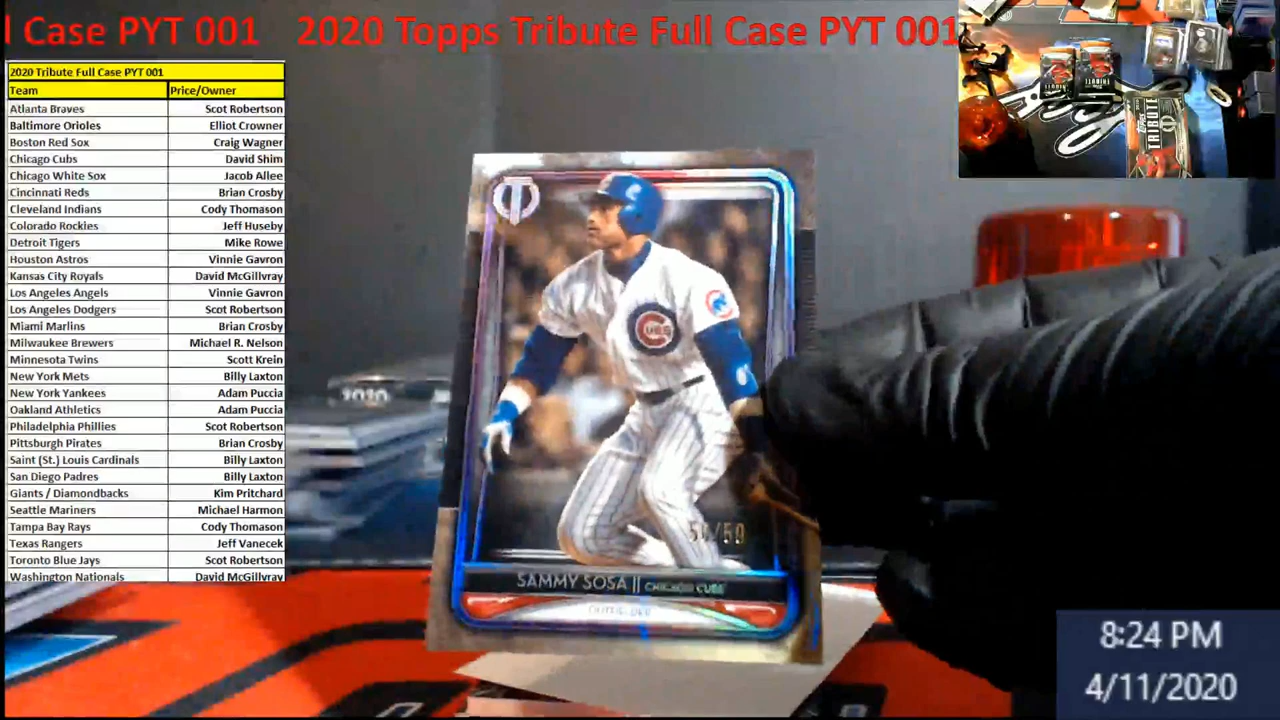 l Case PYT 001 2020 Topps Tribute Full Case PYT 001
2020 Tribute Full Case PYT 001
Team Price/Owner
Atlanta Braves Scot Robertson
Baltimore Orioles Elliot Crowner
Boston Red Sox Craig Wagner
Chicago Cubs David Shim
Chicago White Sox Jacob Allee
Cincinnati Reds Brian Crosby
Cleveland Indians Cody Thomason
Colorado Rockies Jeff Huseby
Detroit Tigers Mike Rowe
Houston Astros Vinnie Gavron
Kansas City Royals David McGillvray
Los Angeles Angels Vinnie Gavron
Los Angeles Dodgers Scot Robertson
Miami Marlins Brian Crosby
Milwaukee Brewers Michael R. Nelson
Minnesota Twins Scott Krein
New York Mets Billy Laxton
New York Yankees Adam Puccia
Oakland Athletics Adam Puccia
Philadelphia Phillies Scot Robertson
Pittsburgh Pirates Brian Crosby
Saint (St.) Louis Cardinals Billy Laxton
San Diego Padres Billy Laxton
Giants / Diamondbacks Kim Pritchard
Seattle Mariners Michael Harmon
Tampa Bay Rays Cody Thomason
Texas Rangers Jeff Vanecek
Toronto Blue Jays Scot Robertson
Washington Nationals David McGillvray
TRIBUTE
2020
CUBS
50/50
SAMMY SOSA || CHICAGO CUBS
OUTFIELDER
8:24 PM
4/11/2020